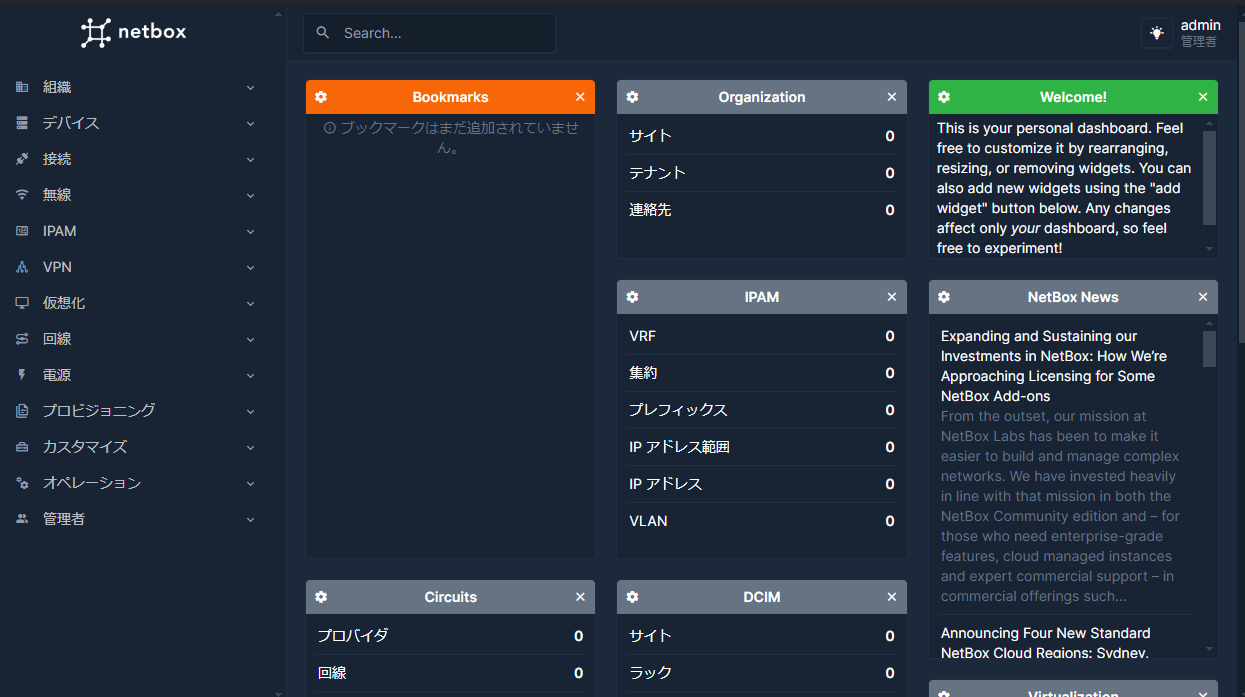 netbox
Search...
admin
管理者
組織
デバイス
接続
無線
IPAM
VPN
仮想化
回線
電源
プロビジョニング
カスタマイズ
オペレーション
管理者
Bookmarks
ブックマークはまだ追加されていませ
ん。
Organization
サイト 0
テナント 0
連絡先 0
Welcome!
This is your personal dashboard. Feel
free to customize it by rearranging,
resizing, or removing widgets. You can
also add new widgets using the "add
widget" button below. Any changes
affect only your dashboard, so feel
free to experiment!
IPAM
VRF 0
集約 0
プレフィックス 0
IP アドレス範囲 0
IP アドレス 0
VLAN 0
NetBox News
Expanding and Sustaining our
Investments in NetBox: How We’re
Approaching Licensing for Some
NetBox Add-ons
From the outset, our mission at
NetBox Labs has been to make it
easier to build and manage complex
networks. We have invested heavily
in line with that mission in both the
NetBox Community edition and – for
those who need enterprise-grade
features, cloud managed instances
and expert commercial support – in
commercial offerings such...
Announcing Four New Standard
NetBox Cloud Regions: Sydney,
Circuits
プロバイダ 0
回線 0
DCIM
サイト 0
ラック 0
Virtualization